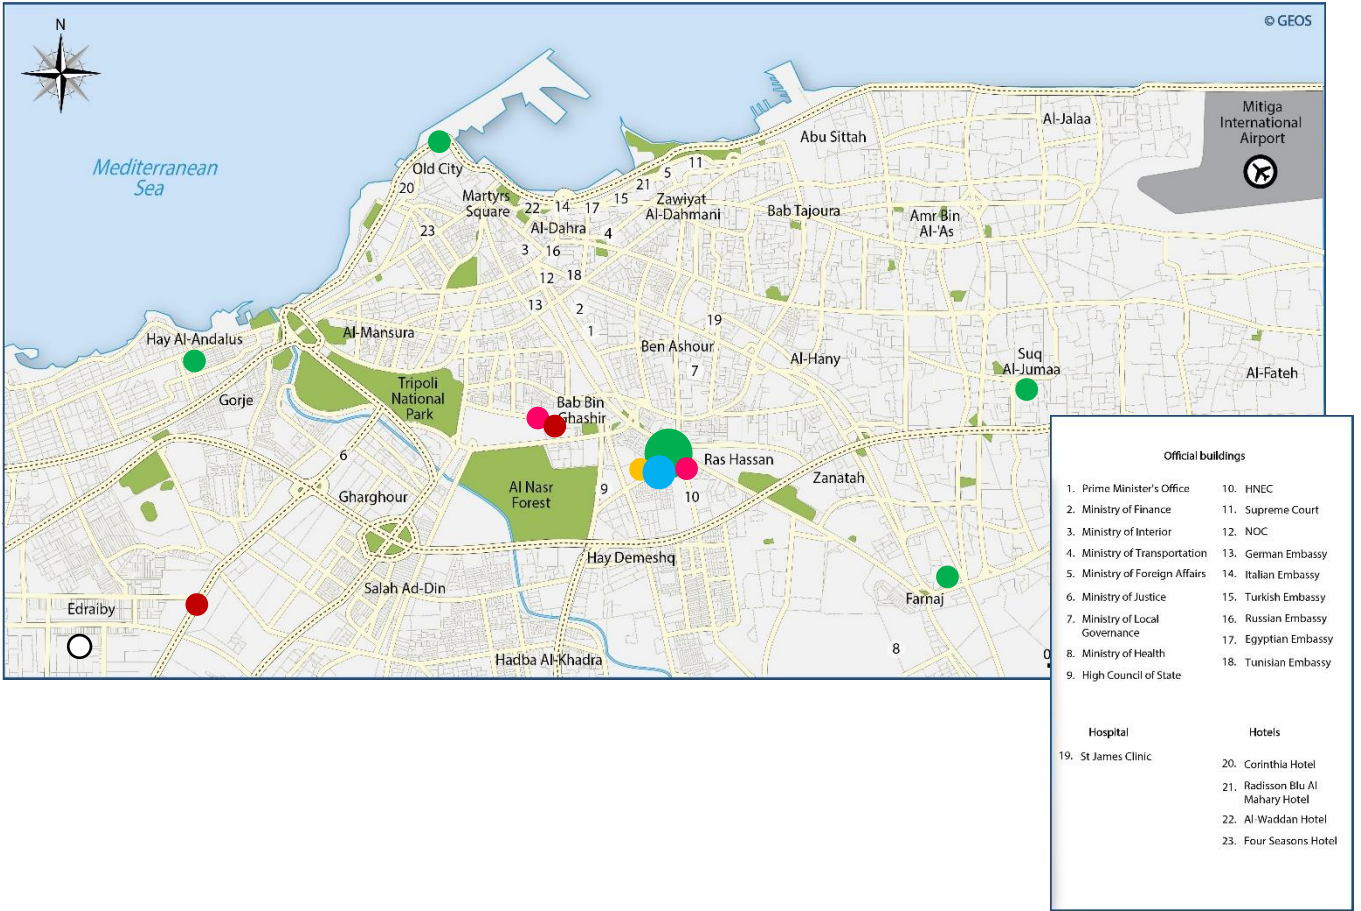 © GEOS
N
Mediterranean
Sea
Mitiga
International
Airport
Al-Jalaa
Abu Sittah
11
5
21
Old City
20
Martyrs
Square
22
14
17
15
Zawiyat
Al-Dahmani
Bab Tajoura
Amr Bin
Al-'As
23
Al-Dahra
4
3
16
12
18
13
2
1
19
Hay Al-Andalus
Al-Mansura
Ben Ashour
7
Al-Hany
Suq
Al-Jumaa
Al-Fateh
Gorje
Tripoli
National
Park
Bab Bin
Ghashir
6
Gharghour
Al Nasr
Forest
9
10
Ras Hassan
Zanatah
Hay Demeshq
Salah Ad-Din
Edraiby
Farnaj
Hadba Al-Khadra
8
0
Official buildings
1. Prime Minister's Office
2. Ministry of Finance
3. Ministry of Interior
4. Ministry of Transportation
5. Ministry of Foreign Affairs
6. Ministry of Justice
7. Ministry of Local
Governance
8. Ministry of Health
9. High Council of State
10. HNEC
11. Supreme Court
12. NOC
13. German Embassy
14. Italian Embassy
15. Turkish Embassy
16. Russian Embassy
17. Egyptian Embassy
18. Tunisian Embassy
Hospital
19. St James Clinic
Hotels
20. Corinthia Hotel
21. Radisson Blu Al
Mahary Hotel
22. Al-Waddan Hotel
23. Four Seasons Hotel